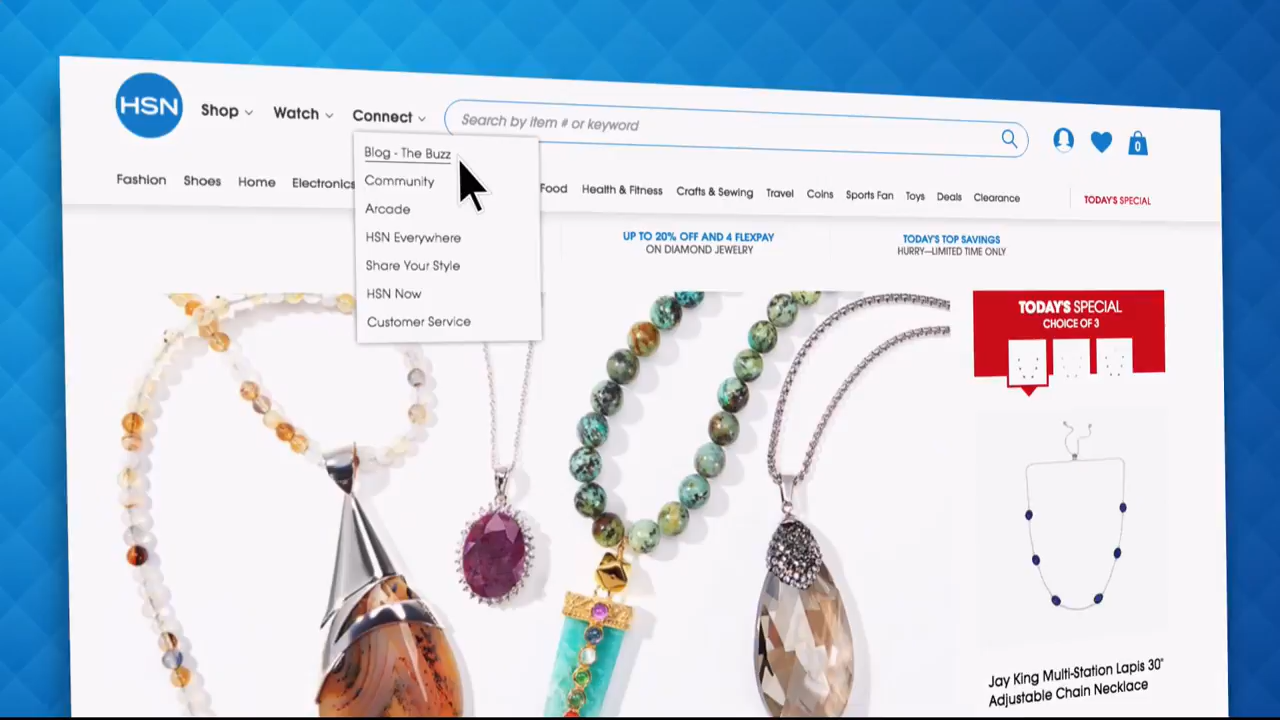 HSN
Shop
Watch
Connect
Search by item # or keyword
0
Blog - The Buzz
Community
Arcade
HSN Everywhere
Share Your Style
HSN Now
Customer Service
Fashion Shoes Home Electronics Food Health & Fitness Crafts & Sewing Travel Coins Sports Fan Toys Deals Clearance TODAY'S SPECIAL
UP TO 20% OFF AND 4 FLEXPAY
ON DIAMOND JEWELRY
TODAY'S TOP SAVINGS
HURRY—LIMITED TIME ONLY
TODAY'S SPECIAL
CHOICE OF 3
Jay King Multi-Station Lapis 30"
Adjustable Chain Necklace